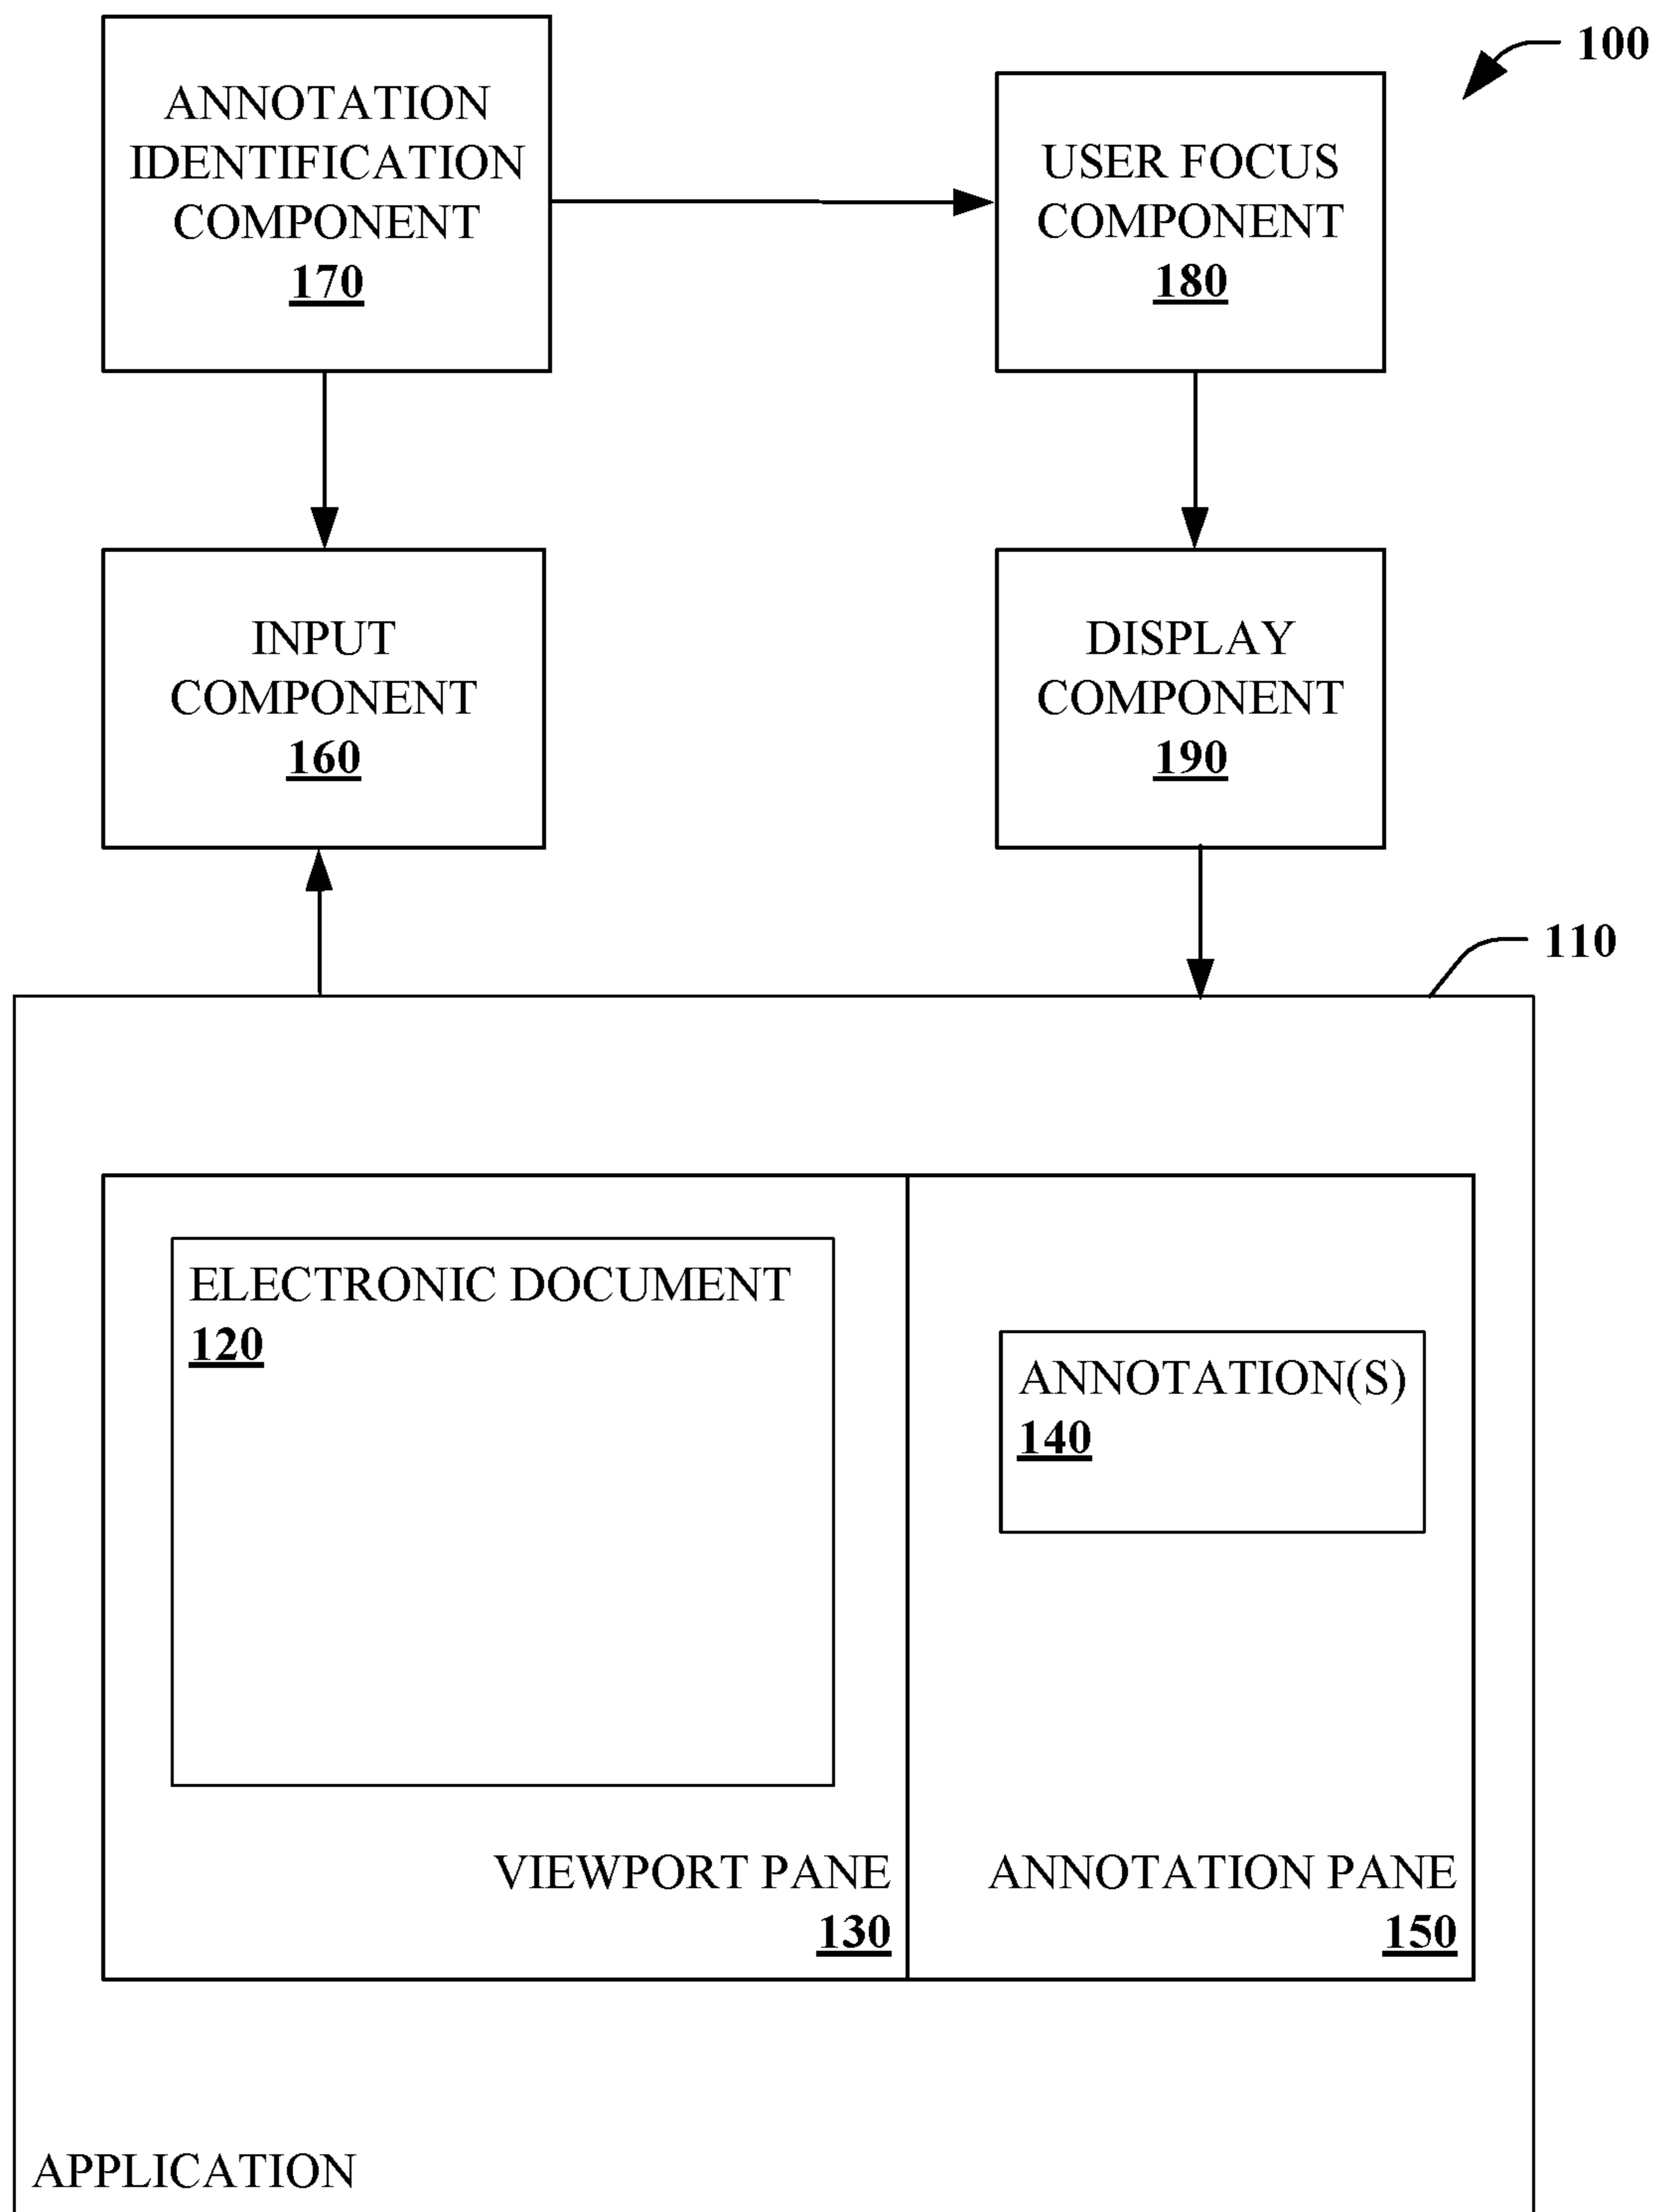 100
ANNOTATION
IDENTIFICATION
COMPONENT
170
USER FOCUS
COMPONENT
180
INPUT
COMPONENT
160
DISPLAY
COMPONENT
190
110
ELECTRONIC DOCUMENT
120
ANNOTATION(S)
140
VIEWPORT PANE
130
ANNOTATION PANE
150
APPLICATION